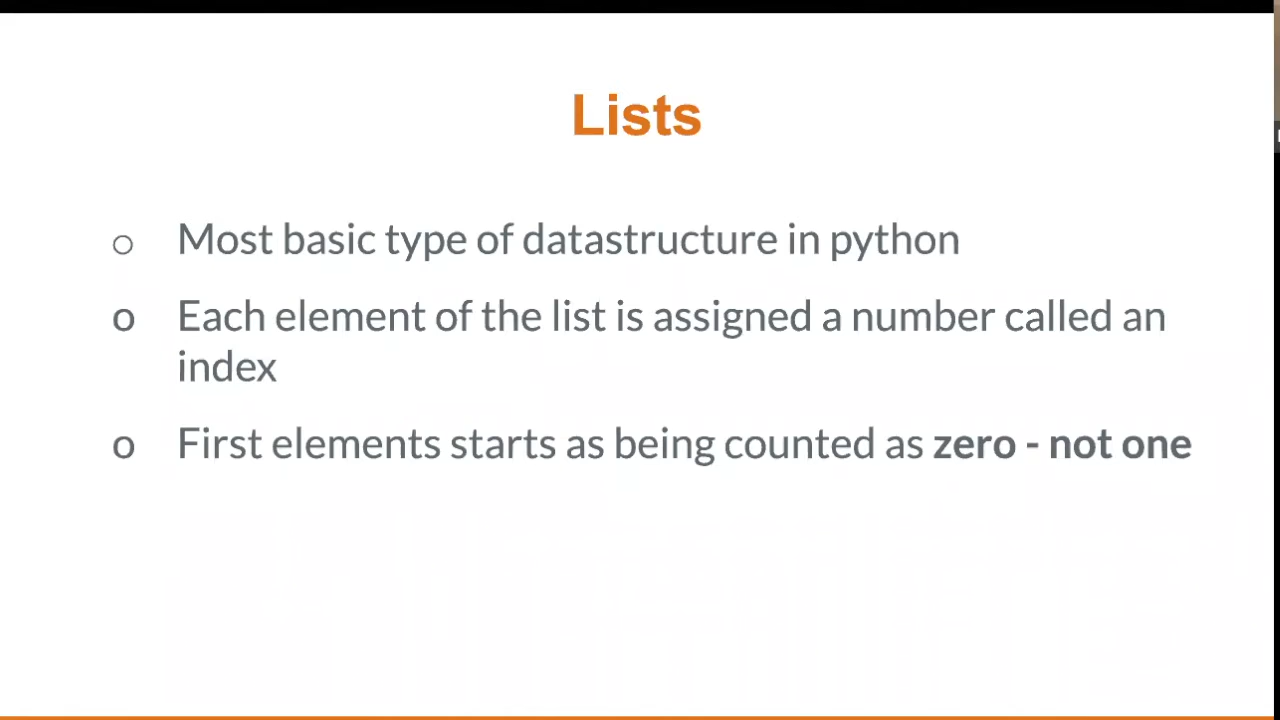 Lists
o Most basic type of datastructure in python
o Each element of the list is assigned a number called an
index
o First elements starts as being counted as zero - not one